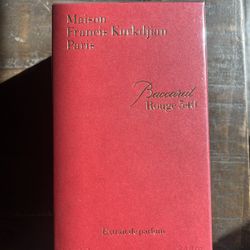 Maison
Francis Kurkdjian
Paris
Baccarat
Rouge 540
Extrait de parfum